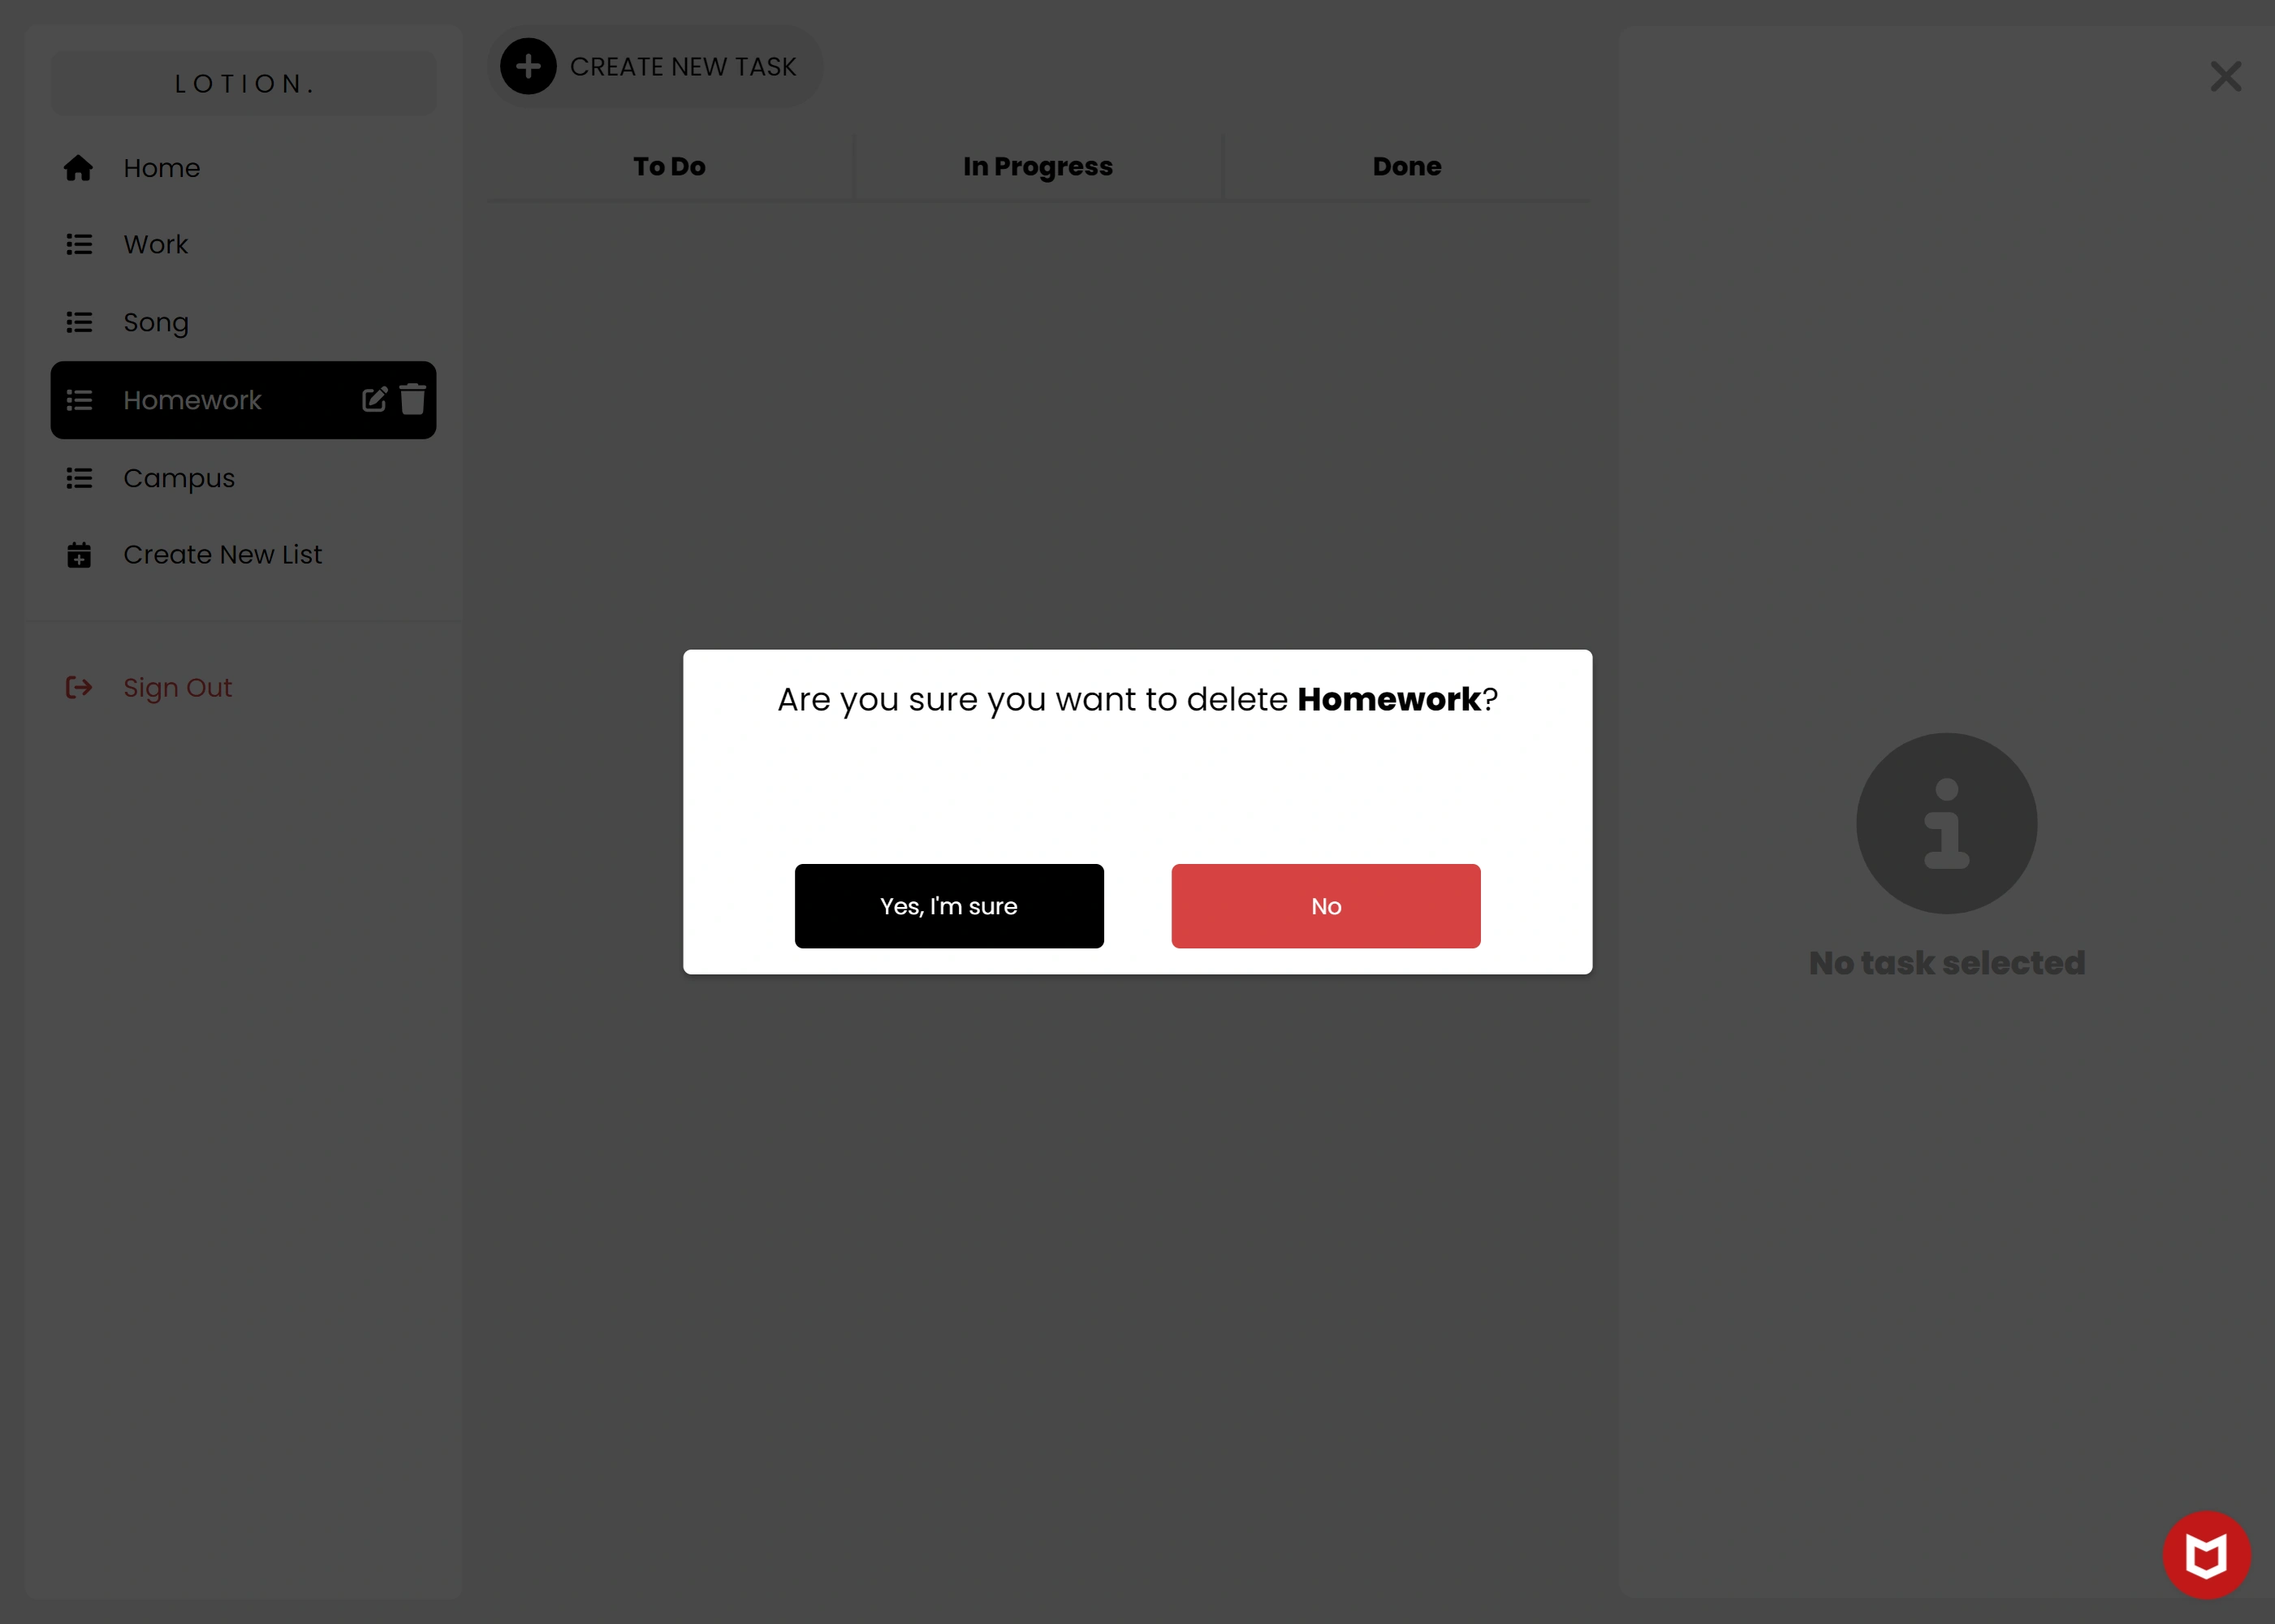 LOTION.
Home
Work
Song
Homework
Campus
Create New List
Sign Out
CREATE NEW TASK
To Do
In Progress
Done
Are you sure you want to delete Homework?
Yes, I'm sure
No
No task selected